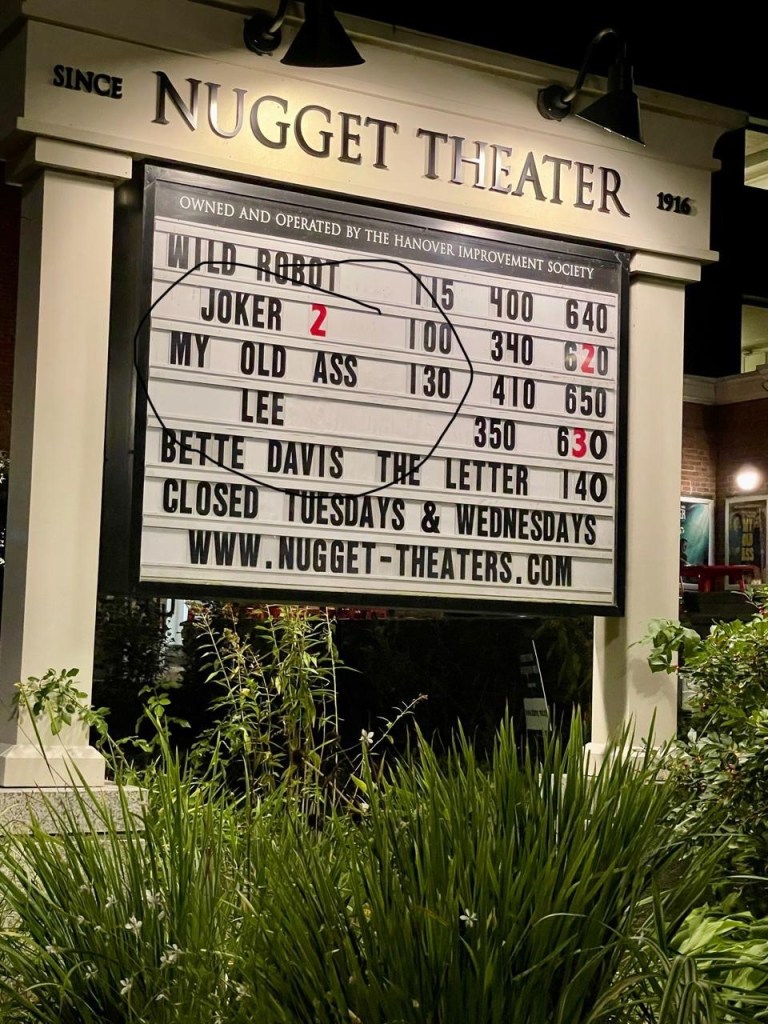 SINCE NUGGET THEATER 1916
OWNED AND OPERATED BY THE HANOVER IMPROVEMENT SOCIETY
WILD ROBOT 115 400 640
JOKER 2 100 340 620
MY OLD ASS 130 410 650
LEE 350 630
BETTE DAVIS THE LETTER 140
CLOSED TUESDAYS & WEDNESDAYS
WWW.NUGGET-THEATERS.COM